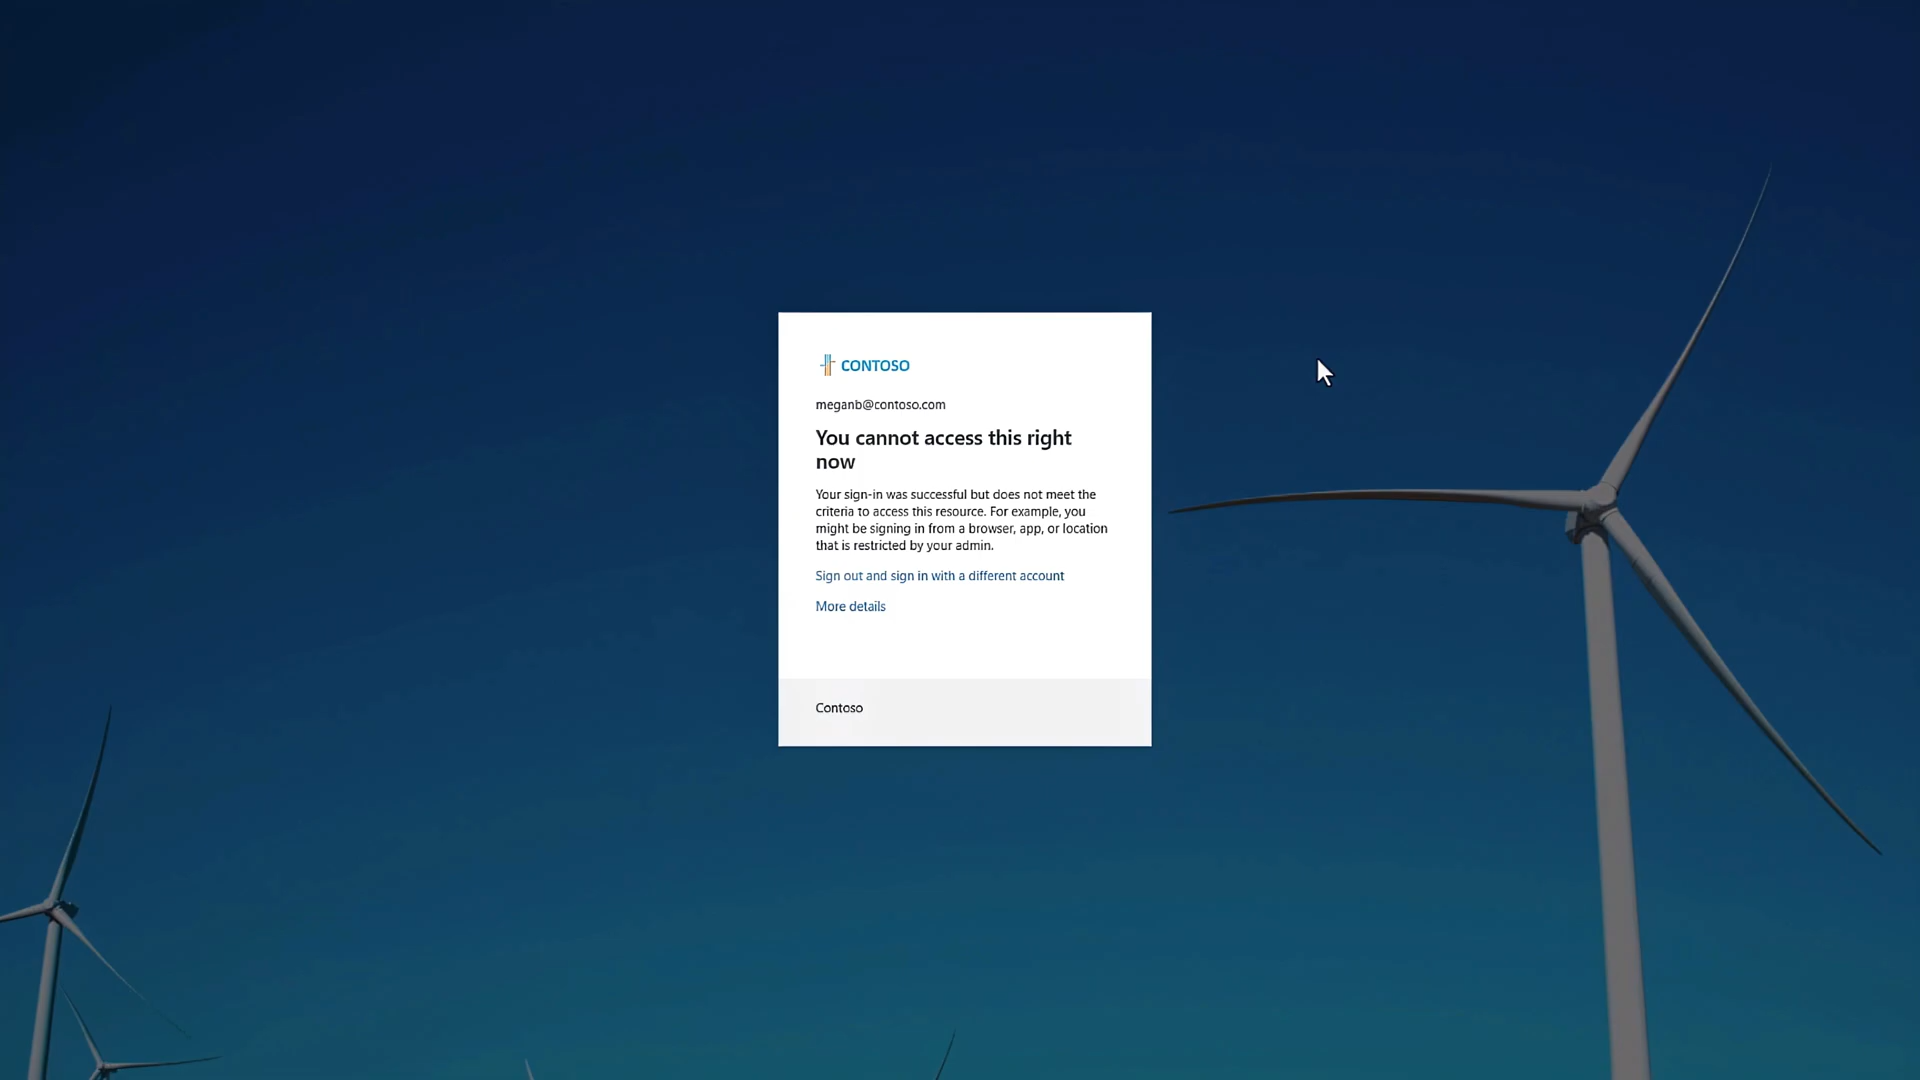 CONTOSO
meganb@contoso.com
You cannot access this right
now
Your sign-in was successful but does not meet the
criteria to access this resource. For example, you
might be signing in from a browser, app, or location
that is restricted by your admin.
Sign out and sign in with a different account
More details
Contoso